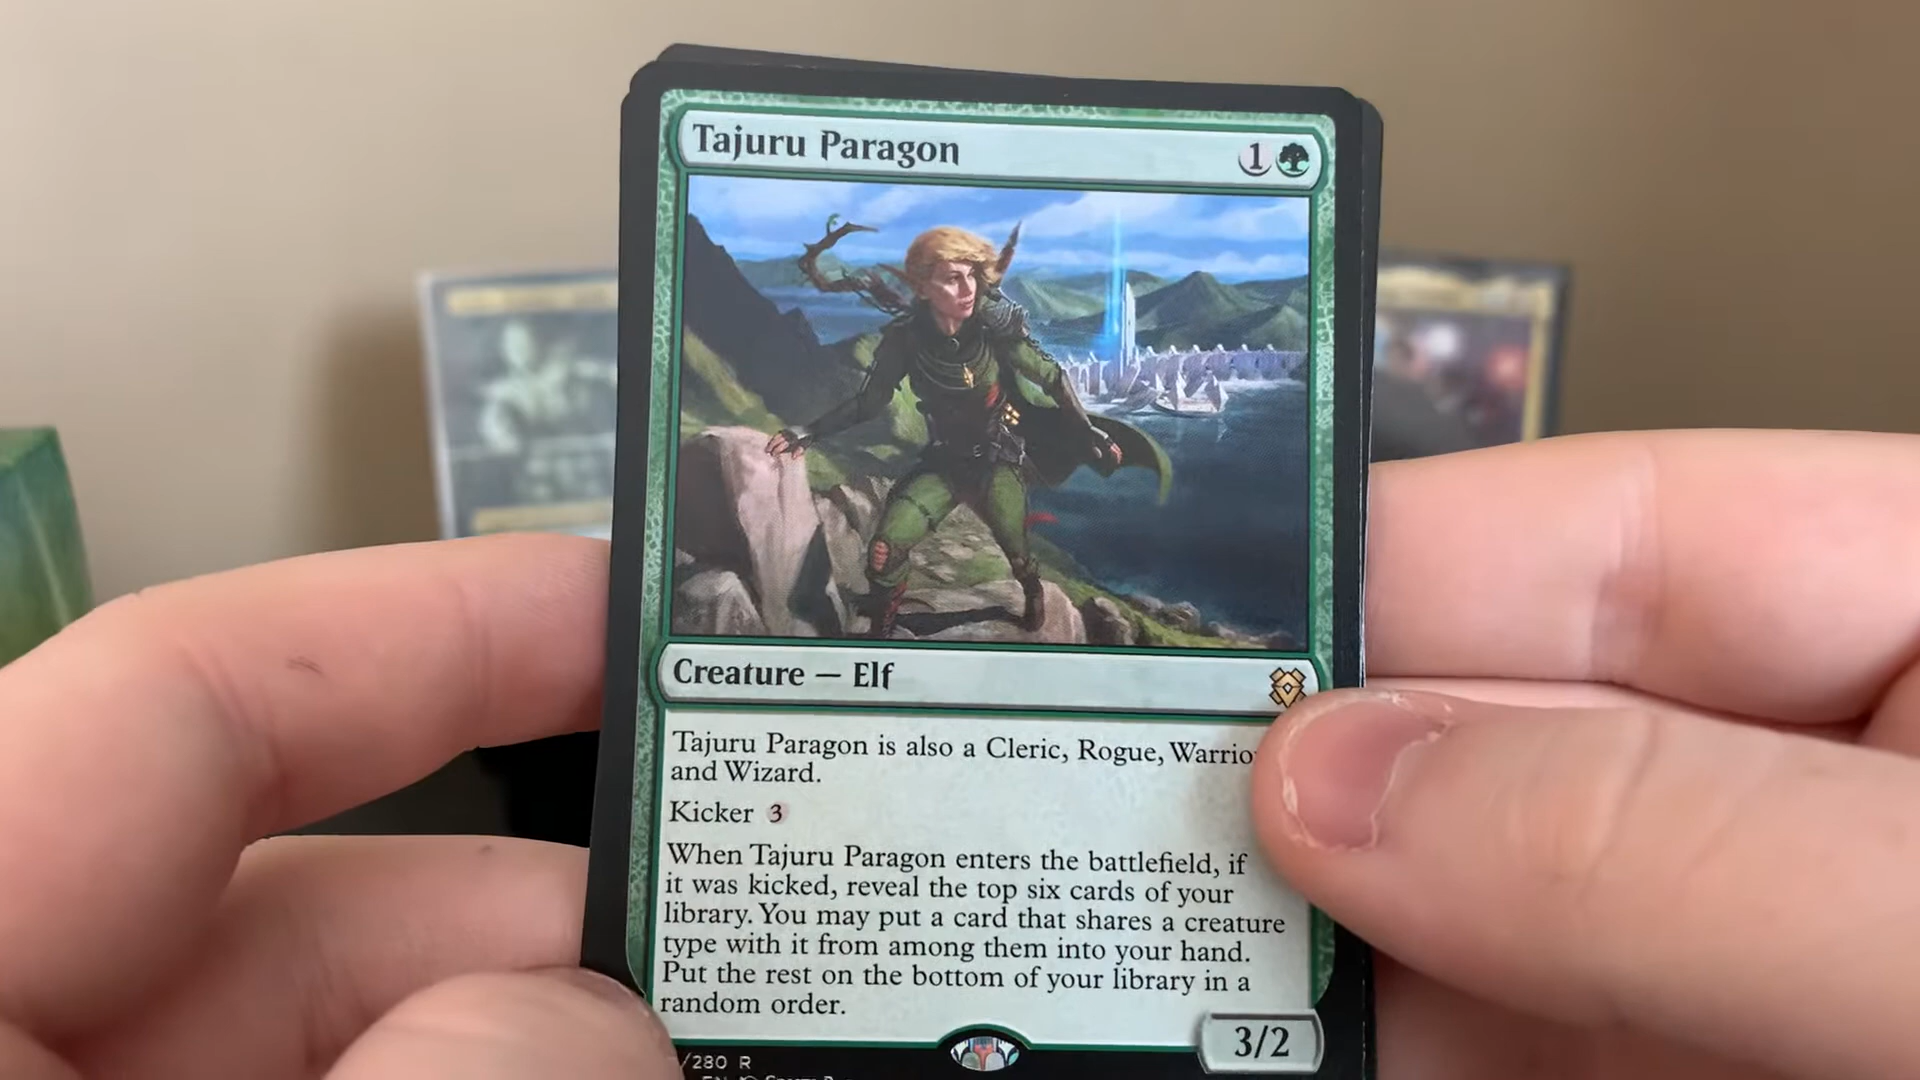 Tajuru Paragon 1
Creature — Elf
Tajuru Paragon is also a Cleric, Rogue, Warrio
and Wizard.
Kicker 3
When Tajuru Paragon enters the battlefield, if
it was kicked, reveal the top six cards of your
library. You may put a card that shares a creature
type with it from among them into your hand.
Put the rest on the bottom of your library in a
random order.
3/2
/280 R